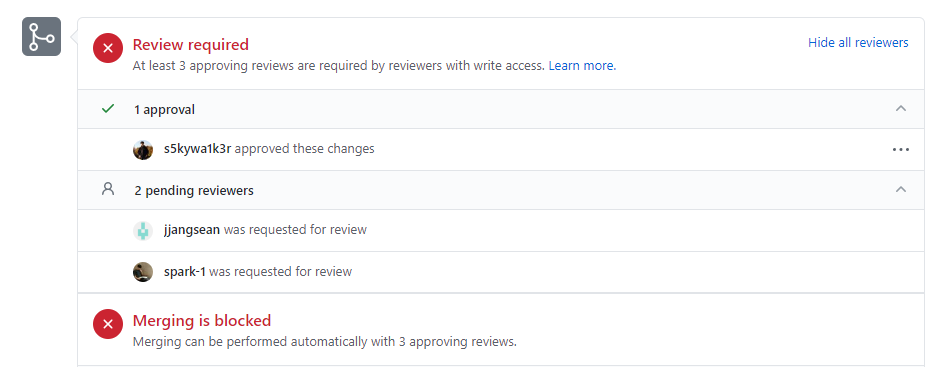 Review required
Hide all reviewers
At least 3 approving reviews are required by reviewers with write access. Learn more.
1 approval
s5kywa1k3r approved these changes
2 pending reviewers
jjangsean was requested for review
spark-1 was requested for review
Merging is blocked
Merging can be performed automatically with 3 approving reviews.